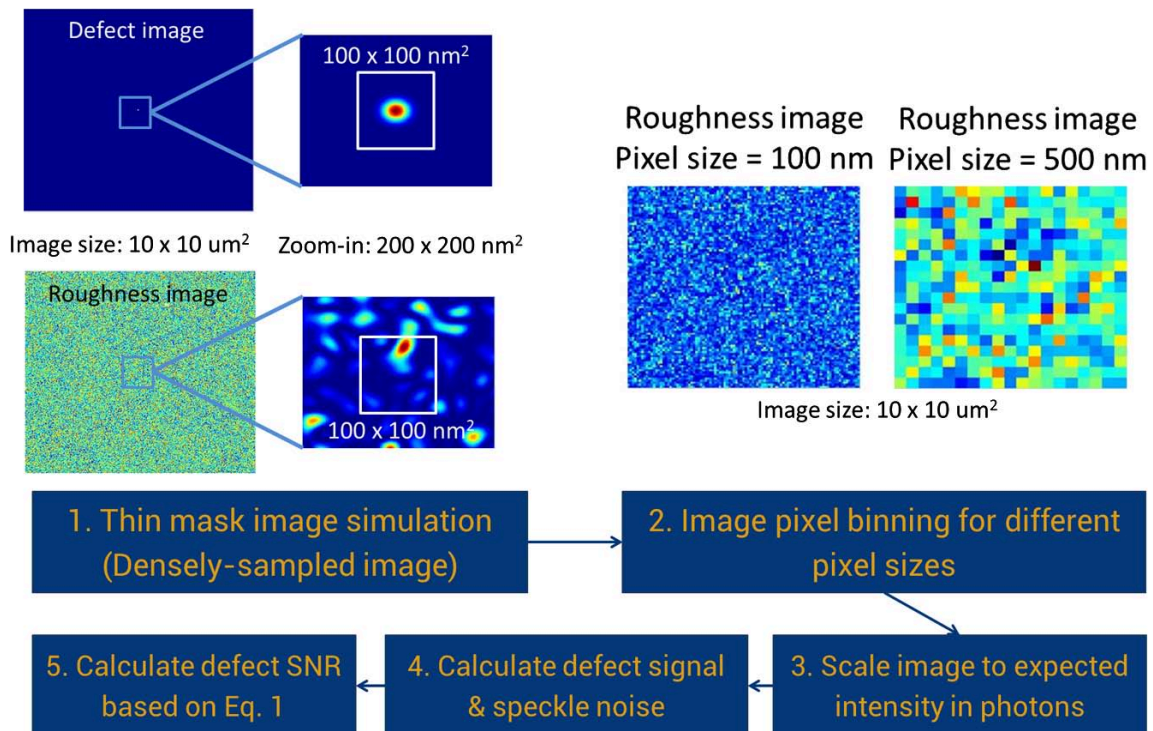 Defect image
100 x 100 nm²
Image size: 10 x 10 um²
Zoom-in: 200 x 200 nm²
Roughness image
100 x 100 nm²
Roughness image
Pixel size = 100 nm
Roughness image
Pixel size = 500 nm
Image size: 10 x 10 um²
1. Thin mask image simulation
(Densely-sampled image)
2. Image pixel binning for different
pixel sizes
3. Scale image to expected
intensity in photons
4. Calculate defect signal
& speckle noise
5. Calculate defect SNR
based on Eq. 1